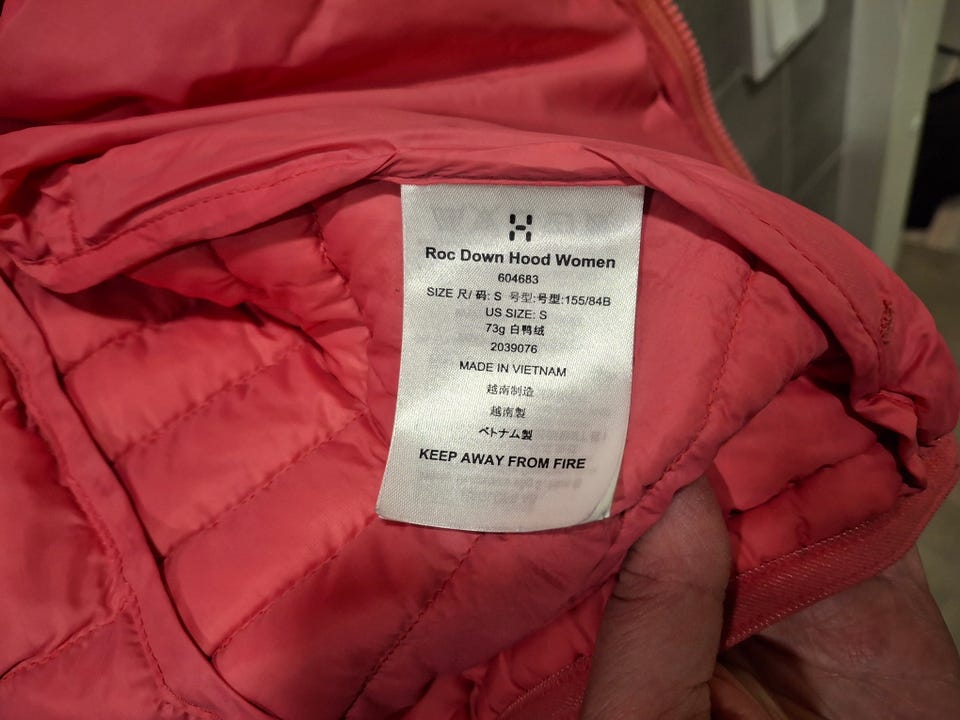 Roc Down Hood Women
604683
SIZE 尺/ 码: S 号型:号型:155/84B
US SIZE: S
73g 白鸭绒
2039076
MADE IN VIETNAM
越南制造
越南製
ベトナム製
KEEP AWAY FROM FIRE